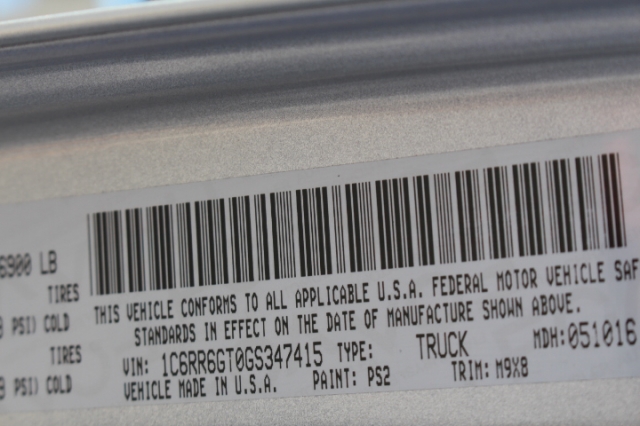 6900 LB
TIRES
PSI) COLD
TIRES
PSI) COLD
THIS VEHICLE CONFORMS TO ALL APPLICABLE U.S.A. FEDERAL MOTOR VEHICLE SAF
STANDARDS IN EFFECT ON THE DATE OF MANUFACTURE SHOWN ABOVE.
VIN: 1C6RR6GT0GS347415 TYPE: TRUCK MDH:051016
VEHICLE MADE IN U.S.A. PAINT: PS2 TRIM: M9X8